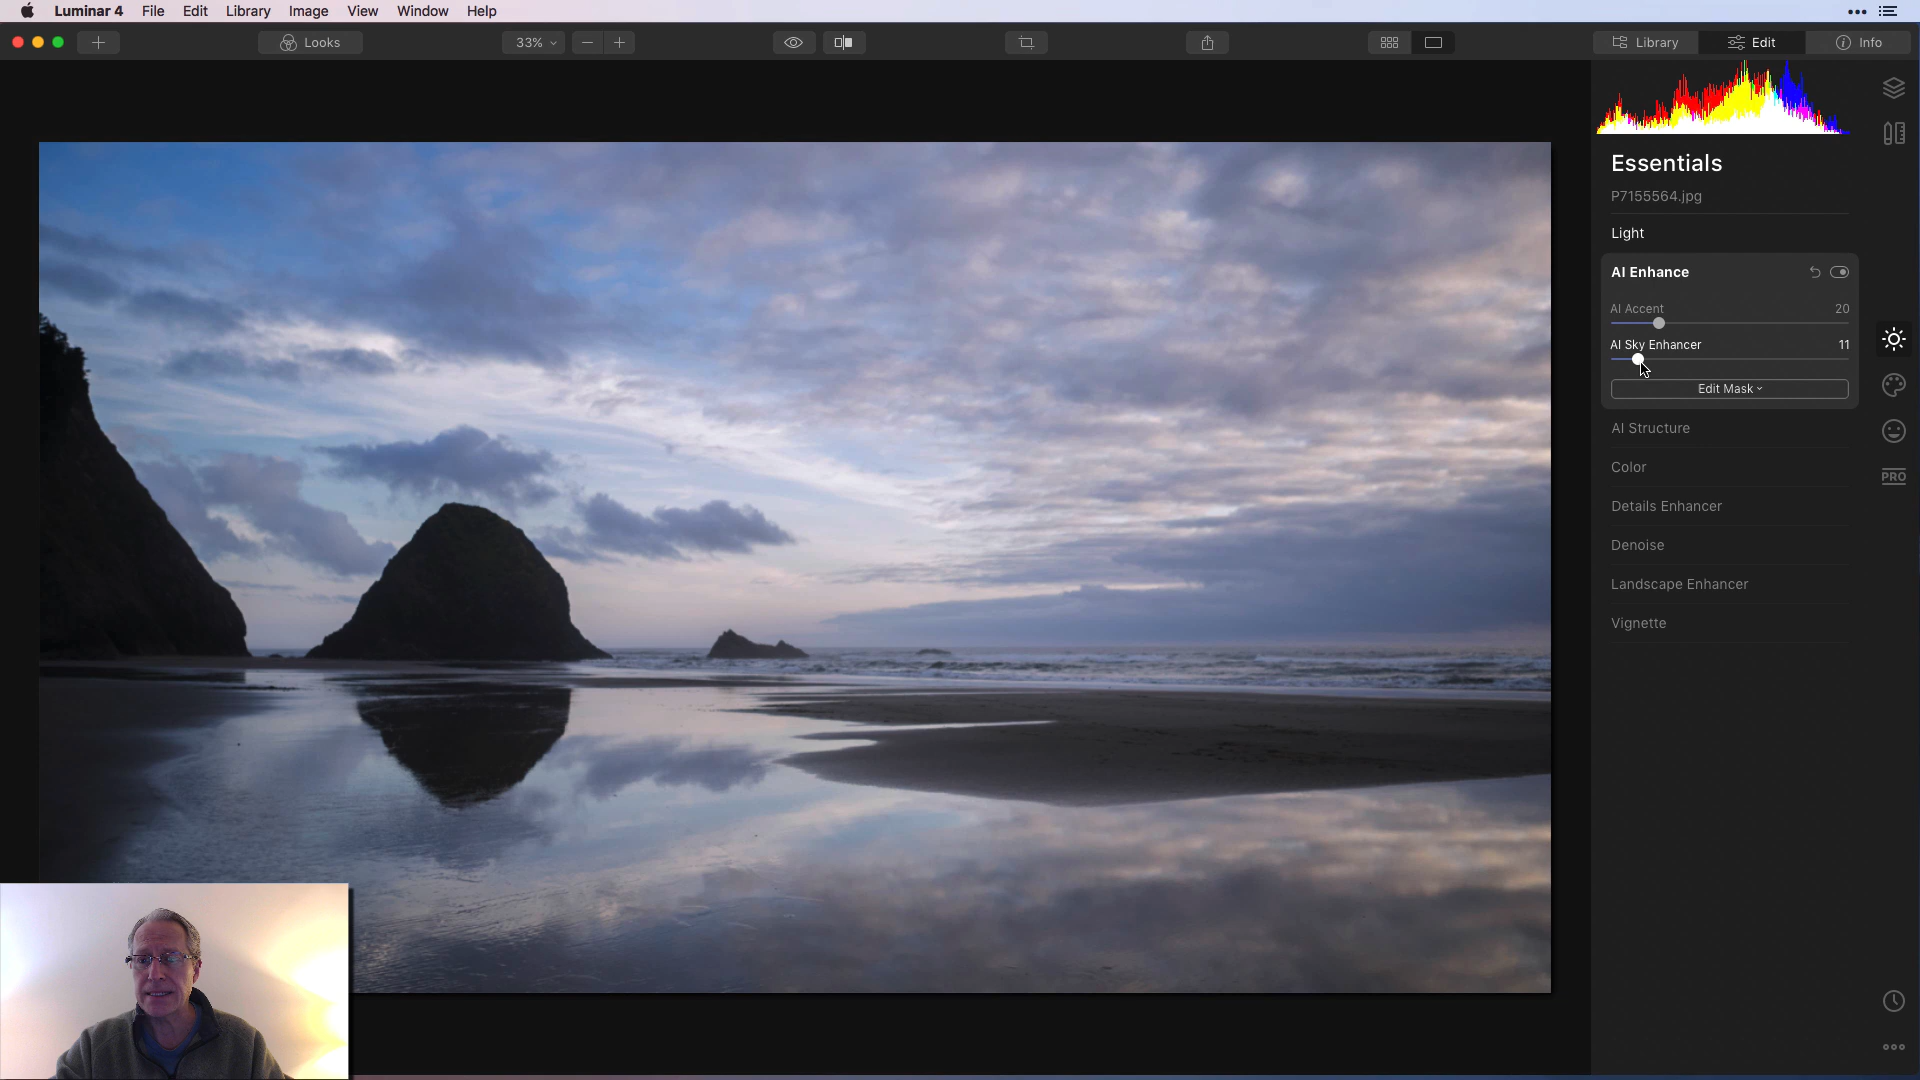 Luminar 4 File Edit Library Image View Window Help
Looks 33% Library Edit Info
Essentials
P7155564.jpg
Light
AI Enhance
AI Accent 20
AI Sky Enhancer 11
Edit Mask
AI Structure
Color
Details Enhancer
PRO
Denoise
Landscape Enhancer
Vignette